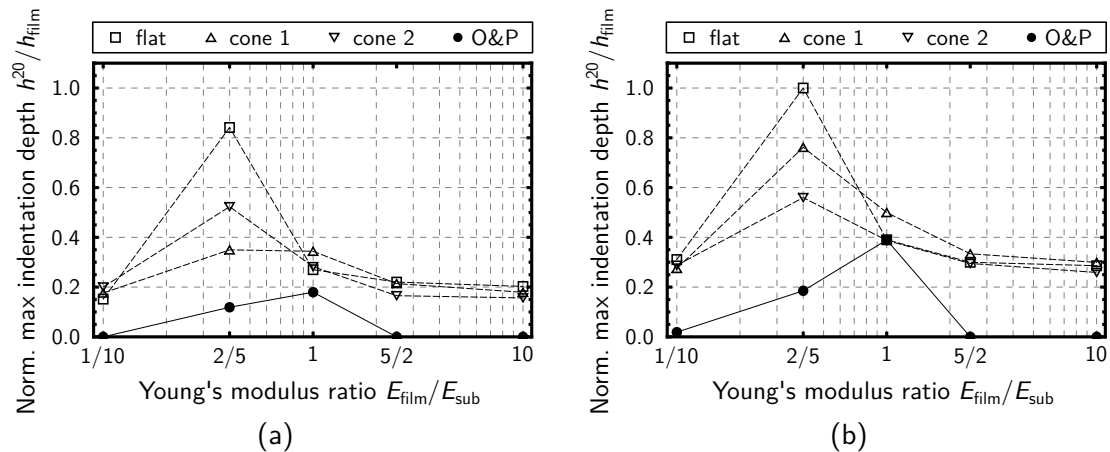 flat cone 1 cone 2 O&P
Norm. max indentation depth h²⁰/h_film
1.0
0.8
0.6
0.4
0.2
0.0
1/10 2/5 1 5/2 10
Young's modulus ratio E_film/E_sub
(a)
flat cone 1 cone 2 O&P
Norm. max indentation depth h²⁰/h_film
1.0
0.8
0.6
0.4
0.2
0.0
1/10 2/5 1 5/2 10
Young's modulus ratio E_film/E_sub
(b)